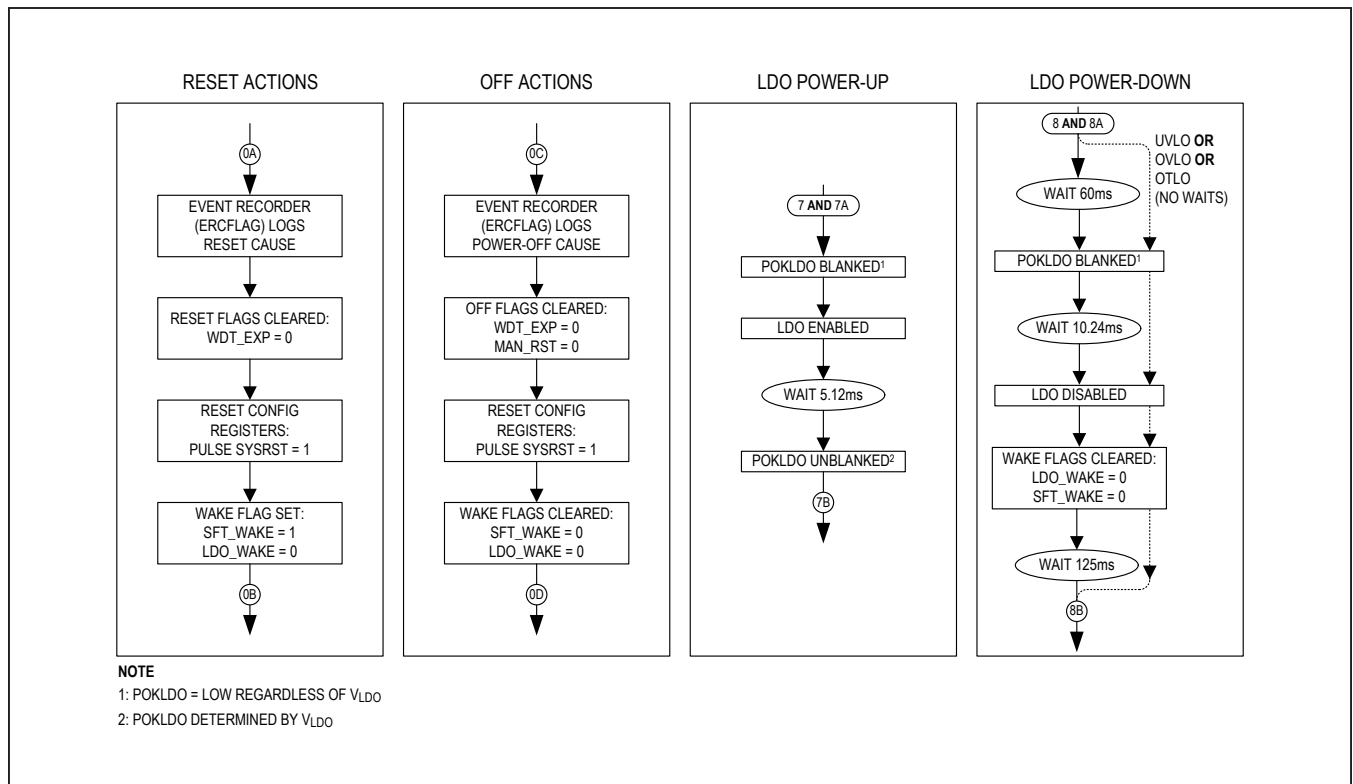 RESET ACTIONS
0A
EVENT RECORDER
(ERCFLAG) LOGS
RESET CAUSE
RESET FLAGS CLEARED:
WDT_EXP = 0
RESET CONFIG
REGISTERS:
PULSE SYSRST = 1
WAKE FLAG SET:
SFT_WAKE = 1
LDO_WAKE = 0
0B
OFF ACTIONS
0C
EVENT RECORDER
(ERCFLAG) LOGS
POWER-OFF CAUSE
OFF FLAGS CLEARED:
WDT_EXP = 0
MAN_RST = 0
RESET CONFIG
REGISTERS:
PULSE SYSRST = 1
WAKE FLAGS CLEARED:
SFT_WAKE = 0
LDO_WAKE = 0
0D
LDO POWER-UP
7 AND 7A
POKLDO BLANKED1
LDO ENABLED
WAIT 5.12ms
POKLDO UNBLANKED2
7B
LDO POWER-DOWN
8 AND 8A
UVLO OR
OVLO OR
OTLO
(NO WAITS)
WAIT 60ms
POKLDO BLANKED1
WAIT 10.24ms
LDO DISABLED
WAKE FLAGS CLEARED:
LDO_WAKE = 0
SFT_WAKE = 0
WAIT 125ms
8B
NOTE
1: POKLDO = LOW REGARDLESS OF VLDO
2: POKLDO DETERMINED BY VLDO